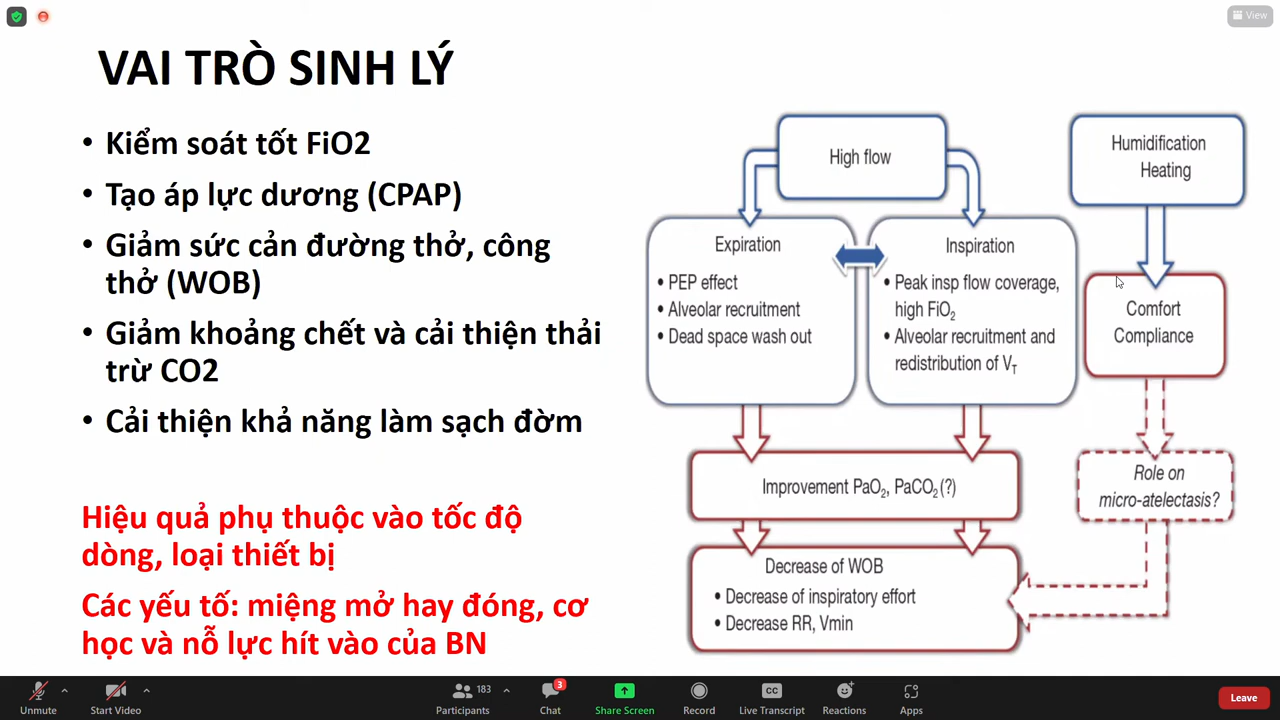 View
VAI TRÒ SINH LÝ
• Kiểm soát tốt FiO2
• Tạo áp lực dương (CPAP)
• Giảm sức cản đường thở, công
thở (WOB)
• Giảm khoảng chết và cải thiện thải
trừ CO2
• Cải thiện khả năng làm sạch đờm
Hiệu quả phụ thuộc vào tốc độ
dòng, loại thiết bị
Các yếu tố: miệng mở hay đóng, cơ
học và nỗ lực hít vào của BN
High flow
Humidification
Heating
Expiration
• PEP effect
• Alveolar recruitment
• Dead space wash out
Inspiration
• Peak insp flow coverage,
high FiO₂
• Alveolar recruitment and
redistribution of V_T
Comfort
Compliance
Improvement PaO₂, PaCO₂ (?)
Role on
micro-atelectasis?
Decrease of WOB
• Decrease of inspiratory effort
• Decrease RR, Vmin
Unmute
Start Video
183
Participants
3
Chat
Share Screen
Record
CC
Live Transcript
Reactions
Apps
Leave